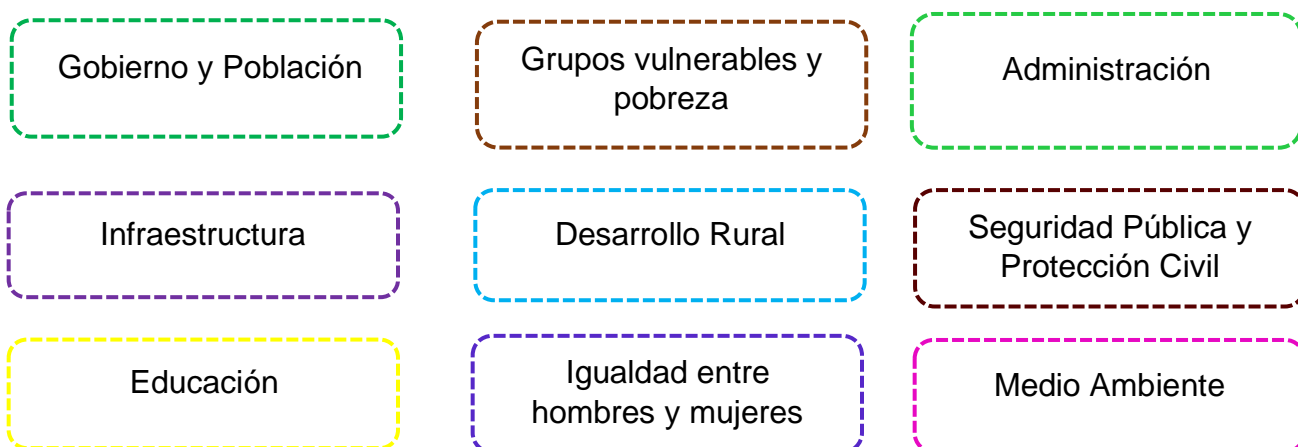 Gobierno y Población
Grupos vulnerables y
pobreza
Administración
Infraestructura
Desarrollo Rural
Seguridad Pública y
Protección Civil
Educación
Igualdad entre
hombres y mujeres
Medio Ambiente